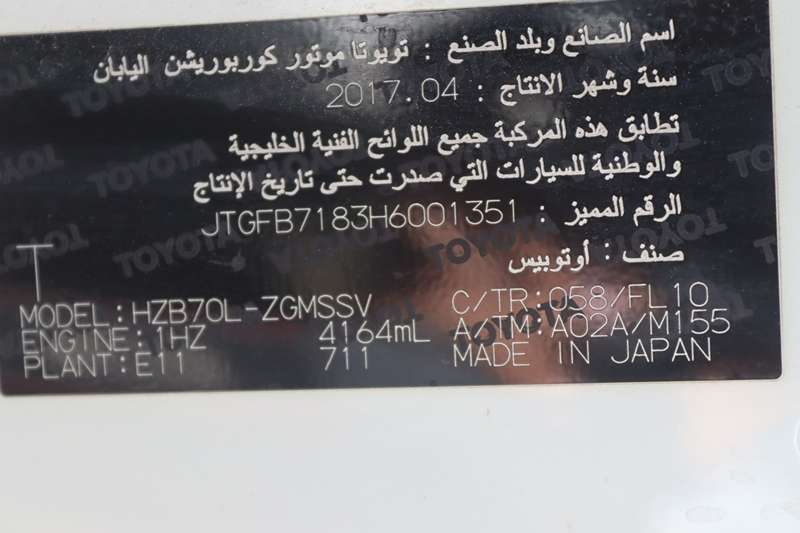 اسم الصانع وبلد الصنع : تويوتا موتور كوربوريشن اليابان
سنة وشهر الانتاج : 2017.04
تطابق هذه المركبة جميع اللوائح الفنية الخليجية
والوطنية للسيارات التي صدرت حتى تاريخ الإنتاج
الرقم المميز : JTGFB7183H6001351
صنف : أوتوبيس
T
MODEL:HZB70L-ZGMSSV C/TR:058/FL10
ENGINE:1HZ 4164mL A/TM:A02A/M155
PLANT:E11 711 MADE IN JAPAN
TOYOTA